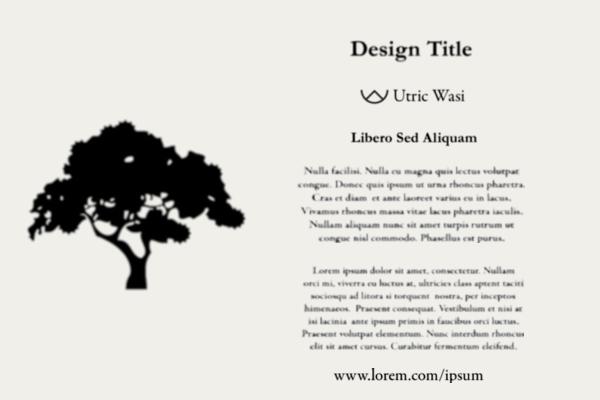 Design Title
Utric Wasi
Libero Sed Aliquam
Nulla facilisi. Nulla eu magna quis lectus volutpat
congue. Donec quis ipsum ut urna rhoncus pharetra.
Cras et diam et ante laoreet varius eu in lacus.
Vivamus rhoncus massa vitae lacus pharetra iaculis.
Nullam aliquam nunc sit amet turpis rutrum ut
congue nisl commodo. Phasellus est purus.
Lorem ipsum dolor sit amet, consectetur. Nullam
orci mi, viverra eu luctus at, ultricies class aptent taciti
sociosqu ad litora si torquent nostra, per inceptos
himenaeos. Praesent consequat. Vestibulum et nisi at
isi lacinia ante ipsum primis in faucibus orci luctus.
Praesent volutpat elementum. Nunc interdum rhoncus
elit sit amet cursus. Curabitur fermentum eleifend.
www.lorem.com/ipsum